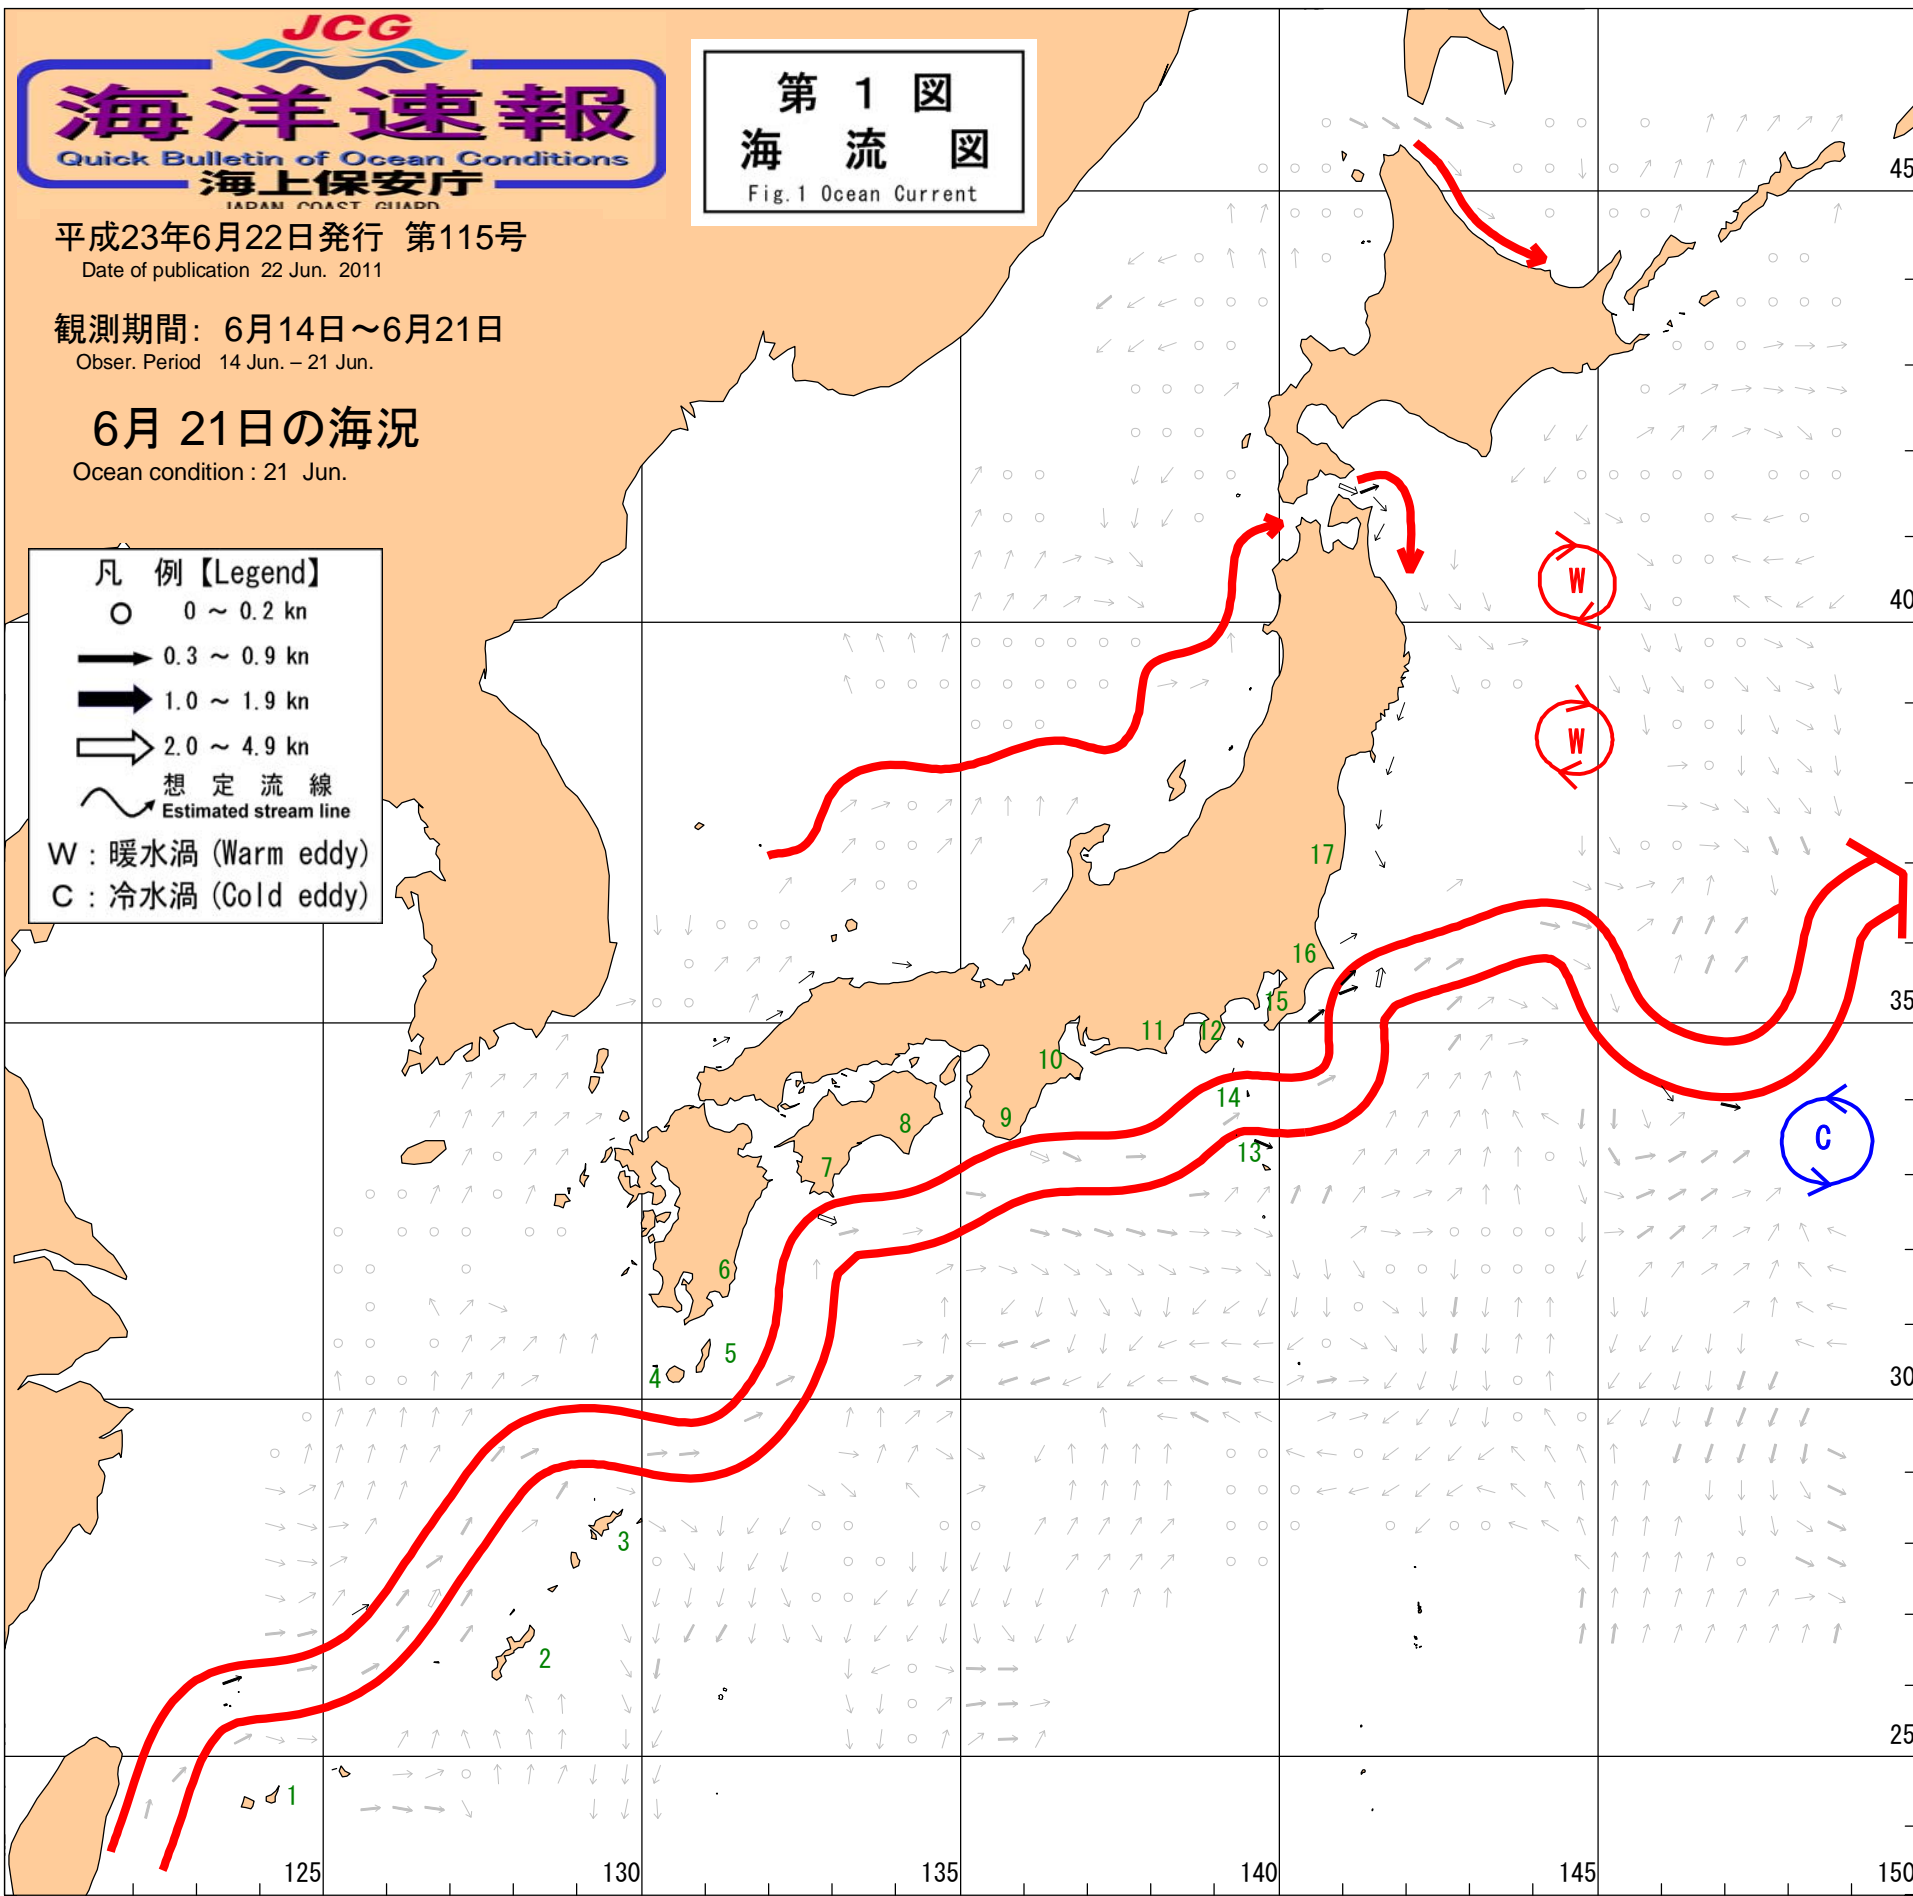 JCG
海洋速報
Quick Bulletin of Ocean Conditions
海上保安庁
JAPAN COAST GUARD
第 1 図
海 流 図
Fig.1 Ocean Current
平成23年6月22日発行 第115号
Date of publication 22 Jun. 2011
観測期間: 6月14日～6月21日
Obser. Period 14 Jun. – 21 Jun.
6月 21日の海況
Ocean condition : 21 Jun.
凡 例【Legend】
0 ～ 0.2 kn
0.3 ～ 0.9 kn
1.0 ～ 1.9 kn
2.0 ～ 4.9 kn
想 定 流 線
Estimated stream line
W : 暖水渦 (Warm eddy)
C : 冷水渦 (Cold eddy)
45
W
40
W
17
16
35
15
12
11
10
14
C
9
8
13
7
6
5
4
30
3
2
25
1
125
130
135
140
145
150